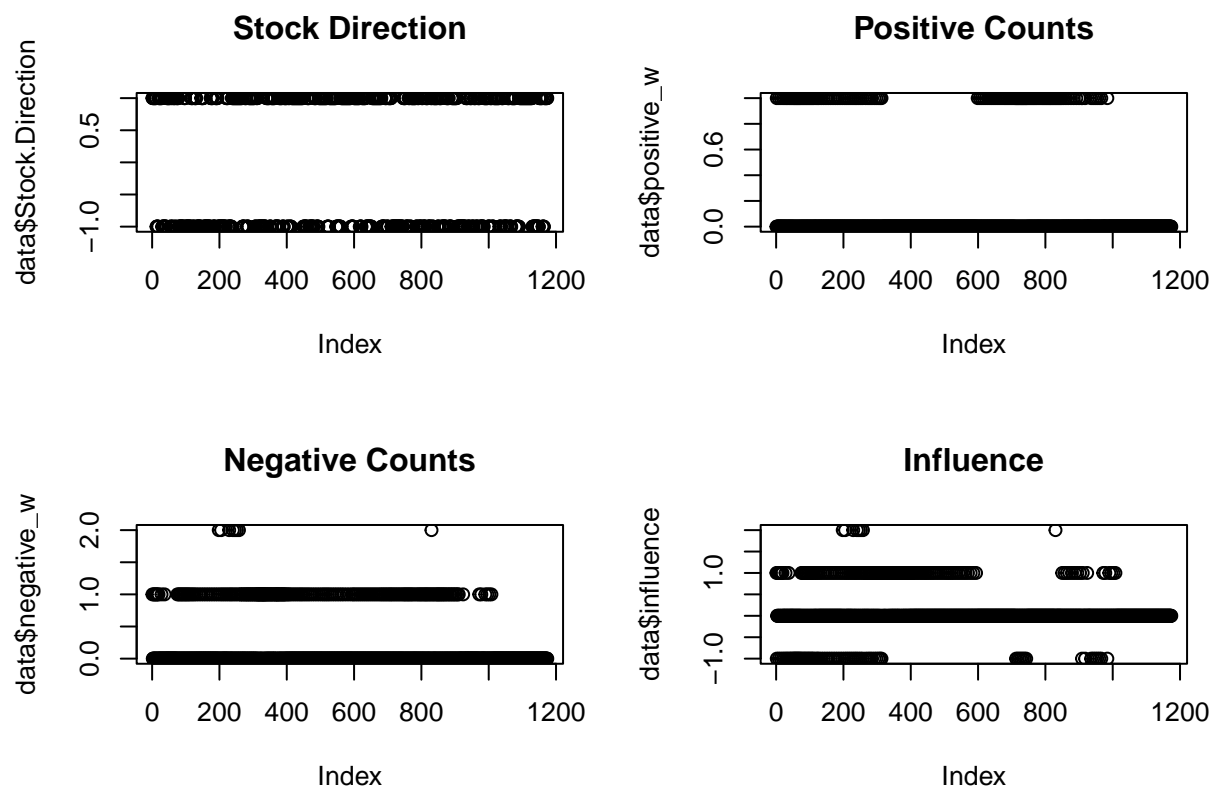 Stock Direction
data$Stock.Direction
−1.0 0.5
0 200 400 600 800 1200
Index
Positive Counts
data$positive_w
0.0 0.6
0 200 400 600 800 1200
Index
Negative Counts
data$negative_w
0.0 1.0 2.0
0 200 400 600 800 1200
Index
Influence
data$influence
−1.0 1.0
0 200 400 600 800 1200
Index